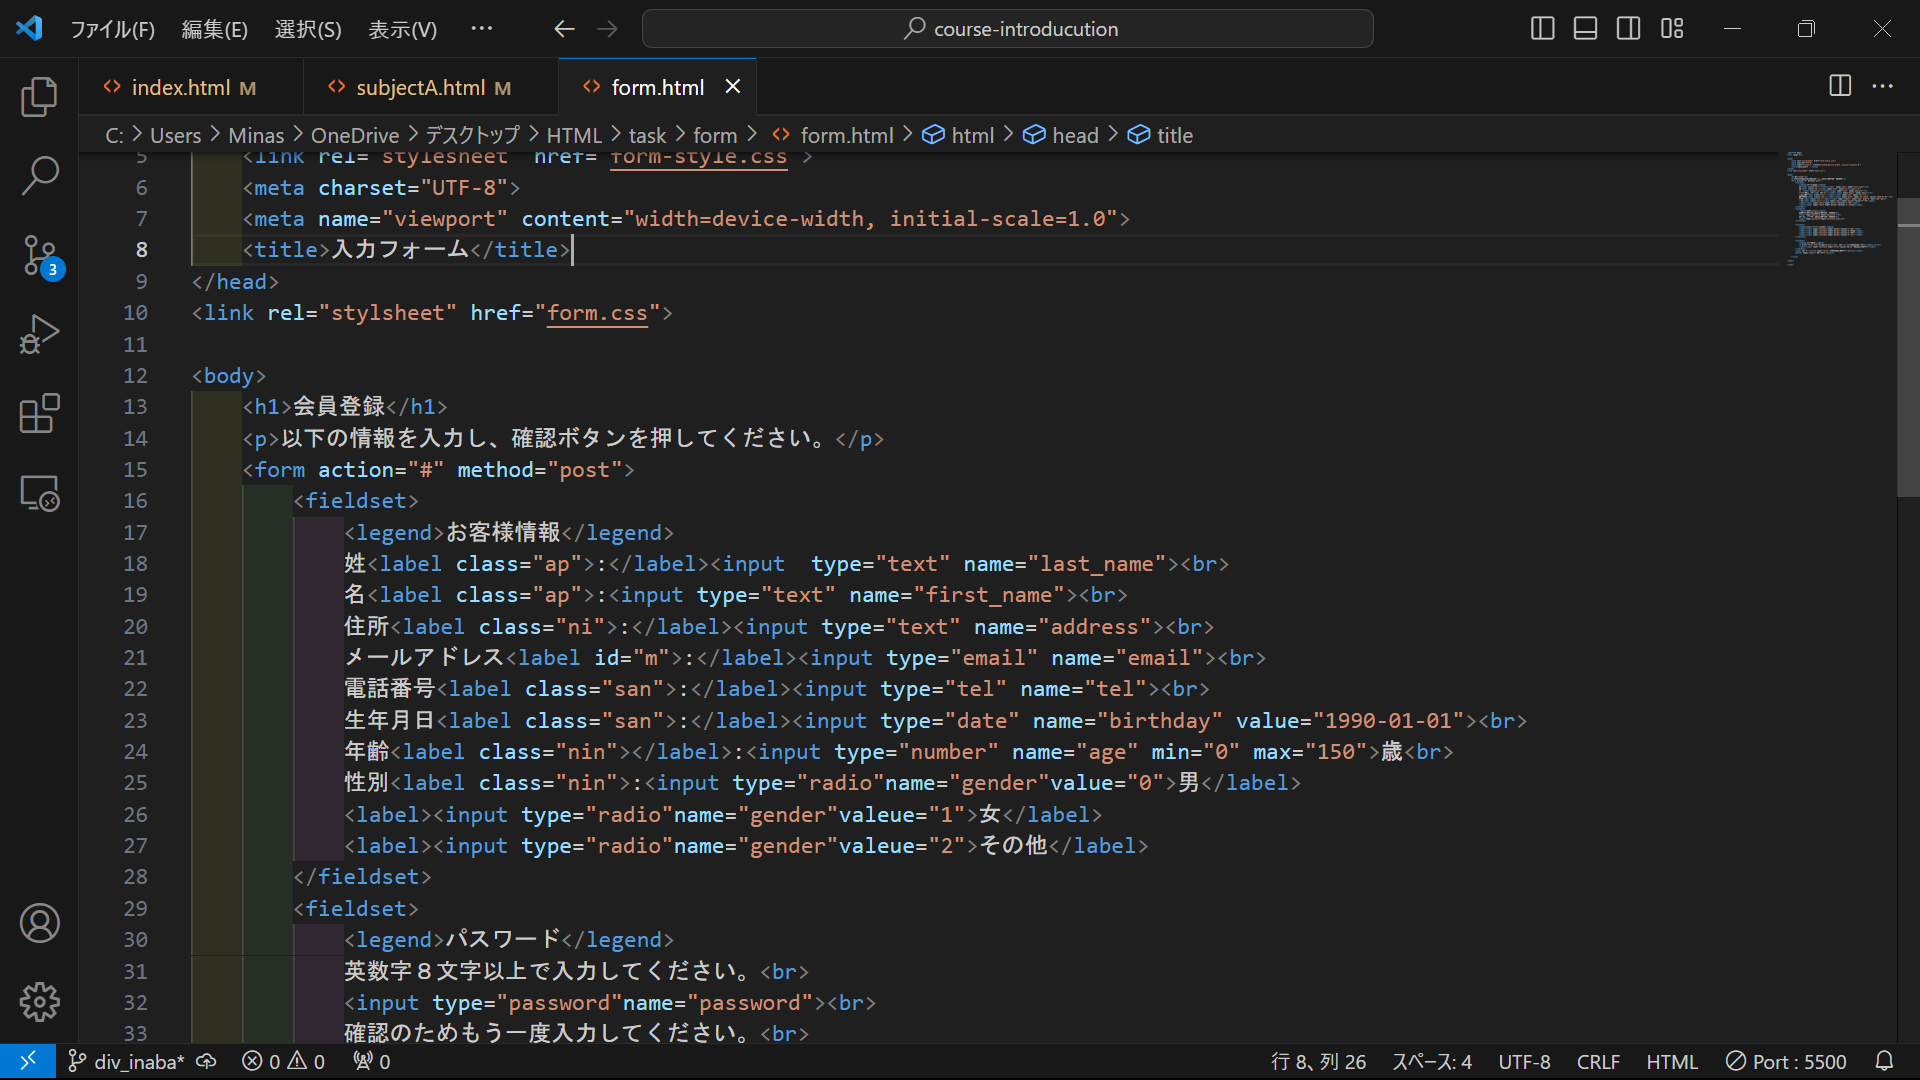 ファイル(F) 編集(E) 選択(S) 表示(V) ··· course-introducution
index.html M subjectA.html M form.html
C: > Users > Minas > OneDrive > デスクトップ > HTML > task > form > form.html > html > head > title
5 <link rel="stylesheet" href="form-style.css">
6 <meta charset="UTF-8">
7 <meta name="viewport" content="width=device-width, initial-scale=1.0">
8 <title>入力フォーム</title>
9 </head>
10 <link rel="stylsheet" href="form.css">
11
12 <body>
13 <h1>会員登録</h1>
14 <p>以下の情報を入力し、確認ボタンを押してください。</p>
15 <form action="#" method="post">
16 <fieldset>
17 <legend>お客様情報</legend>
18 姓<label class="ap">:</label><input  type="text" name="last_name"><br>
19 名<label class="ap">:<input type="text" name="first_name"><br>
20 住所<label class="ni">:</label><input type="text" name="address"><br>
21 メールアドレス<label id="m">:</label><input type="email" name="email"><br>
22 電話番号<label class="san">:</label><input type="tel" name="tel"><br>
23 生年月日<label class="san">:</label><input type="date" name="birthday" value="1990-01-01"><br>
24 年齢<label class="nin"></label>:<input type="number" name="age" min="0" max="150">歳<br>
25 性別<label class="nin">:<input type="radio"name="gender"value="0">男</label>
26 <label><input type="radio"name="gender"valeue="1">女</label>
27 <label><input type="radio"name="gender"valeue="2">その他</label>
28 </fieldset>
29 <fieldset>
30 <legend>パスワード</legend>
31 英数字８文字以上で入力してください。<br>
32 <input type="password"name="password"><br>
33 確認のためもう一度入力してください。<br>
3
div_inaba* 0 0 0 行 8、列 26 スペース: 4 UTF-8 CRLF HTML Port : 5500